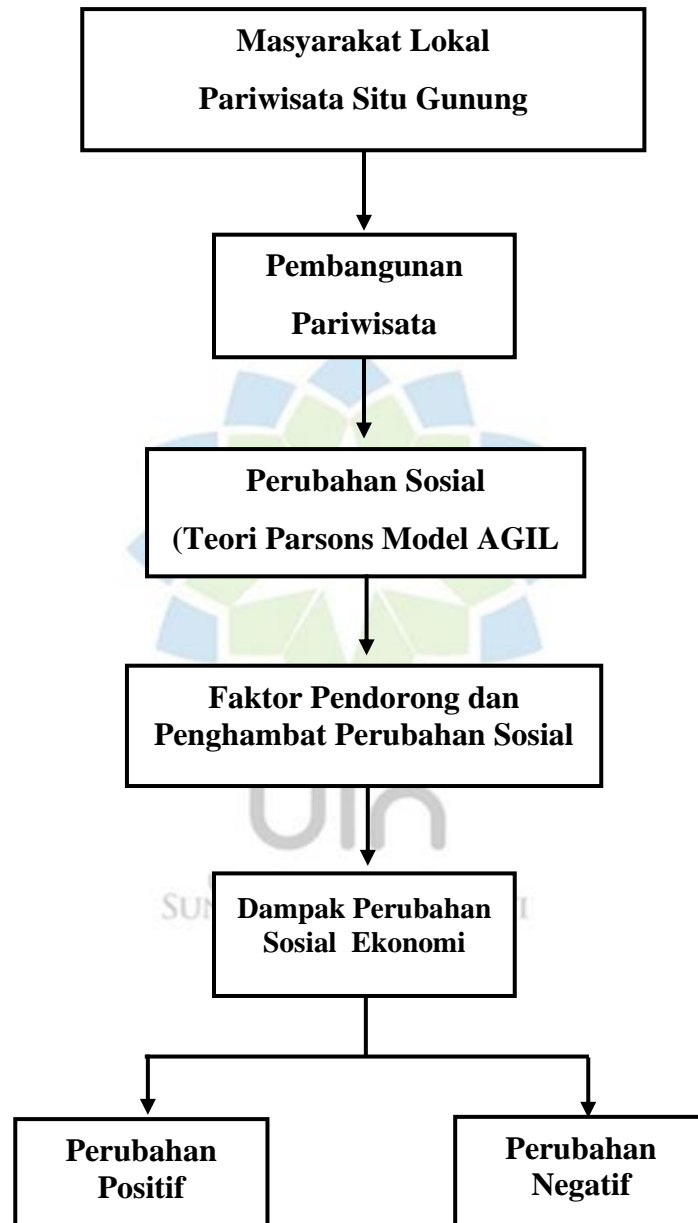 Masyarakat Lokal
Pariwisata Situ Gunung
Pembangunan
Pariwisata
Perubahan Sosial
(Teori Parsons Model AGIL
Faktor Pendorong dan
Penghambat Perubahan Sosial
uin
Dampak Perubahan
Sosial Ekonomi
Perubahan
Positif
Perubahan
Negatif